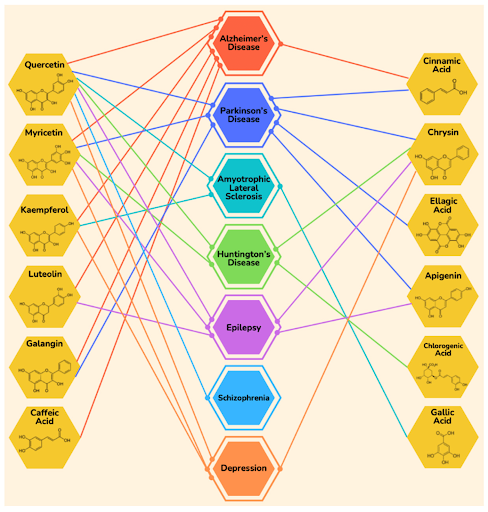 Alzheimer's
Disease
Quercetin
Cinnamic
Acid
Parkinson's
Disease
Myricetin
Chrysin
Amyotrophic
Lateral
Sclerosis
Kaempferol
Ellagic
Acid
Huntington's
Disease
Luteolin
Apigenin
Epilepsy
Galangin
Chlorogenic
Acid
Schizophrenia
Caffeic
Acid
Gallic
Acid
Depression